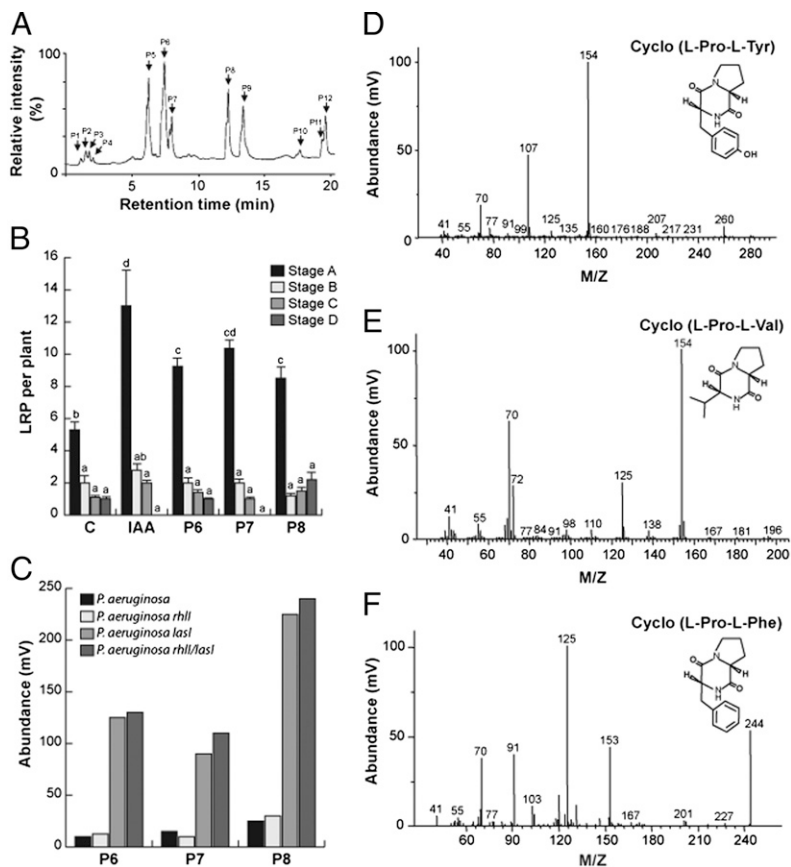 A
Relative intensity
(%)
100
50
0
P1
P2
P3
P4
P5
P6
P7
P8
P9
P10
P11
P12
5
10
15
20
Retention time (min)
B
LRP per plant
16
14
12
10
8
6
4
2
0
Stage A
Stage B
Stage C
Stage D
b
a
a
a
d
ab
a
a
c
a
a
a
cd
a
a
a
c
a
a
a
C
IAA
P6
P7
P8
C
Abundance (mV)
250
200
150
100
50
0
P. aeruginosa
P. aeruginosa rhlI
P. aeruginosa lasI
P. aeruginosa rhlI/lasI
P6
P7
P8
D
Cyclo (L-Pro-L-Tyr)
Abundance (mV)
100
50
0
154
107
70
41
55
77
91
99
125
135
160
176
188
207
217
231
260
O
N
H
H
NH
O
OH
40
80
120
160
200
240
280
M/Z
E
Cyclo (L-Pro-L-Val)
Abundance (mV)
100
50
0
154
70
72
125
41
55
77
84
91
98
110
138
167
181
196
O
N
H
H
NH
O
40
60
80
100
120
140
160
180
200
M/Z
F
Cyclo (L-Pro-L-Phe)
Abundance (mV)
100
50
0
125
244
153
91
70
103
41
55
77
167
201
227
O
N
H
H
NH
O
60
90
120
150
180
210
240
M/Z